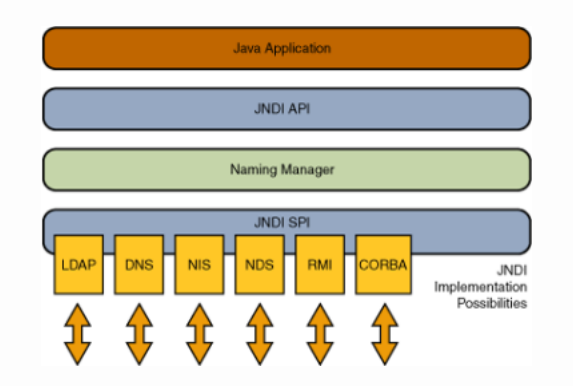 Java Application
JNDI API
Naming Manager
JNDI SPI
LDAP DNS NIS NDS RMI CORBA
JNDI
Implementation
Possibilities